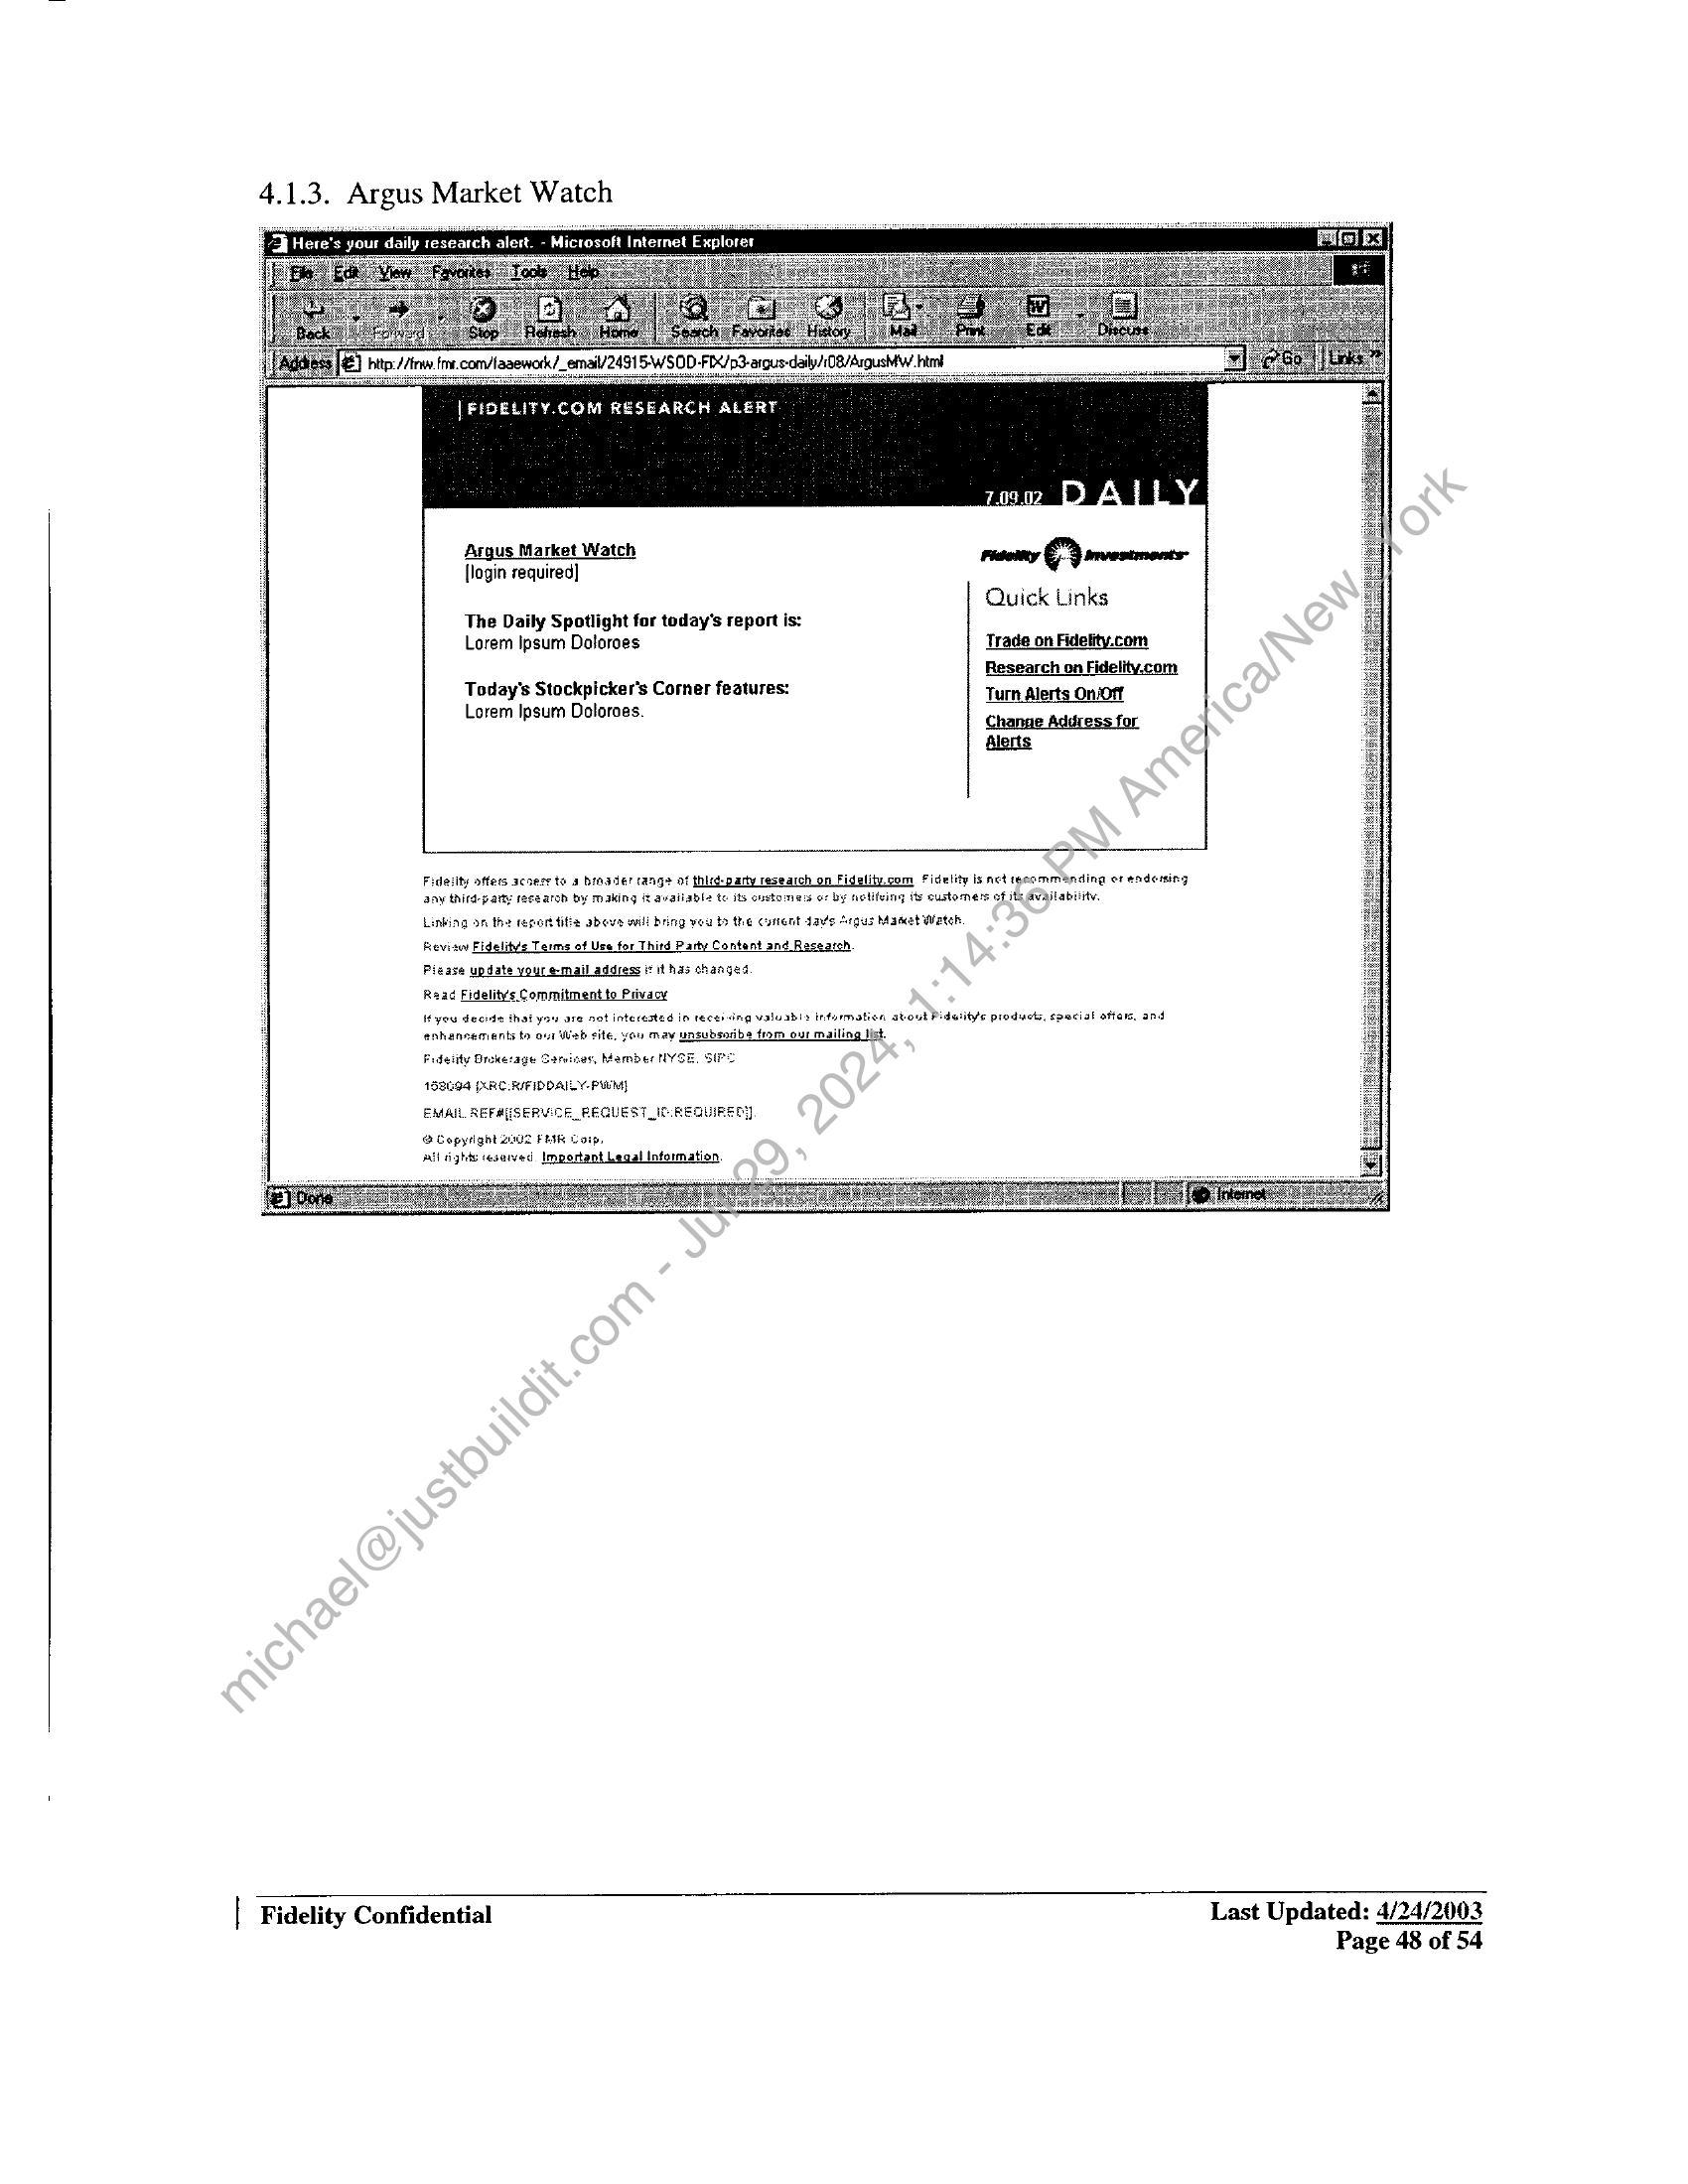 4.1.3. Argus Market Watch
Here's your daily research alert. - Microsoft Internet Explorer
File Edit View Favorites Tools Help
Back Forward Stop Refresh Home Search Favorites History Mail Print Edit Discuss
Address http://fnw.fmr.com/faaework/_email/24915-WSOD-FIX/p3-argus-daily/r08/ArgusMW.html Go Links »
FIDELITY.COM RESEARCH ALERT
7.09.02 DAILY
Argus Market Watch
[login required]
The Daily Spotlight for today's report is:
Lorem Ipsum Doloroes
Today's Stockpicker's Corner features:
Lorem Ipsum Doloroes.
Fidelity Investments
Quick Links
Trade on Fidelity.com
Research on Fidelity.com
Turn Alerts On/Off
Change Address for
Alerts
Fidelity offers access to a broader range of third-party research on Fidelity.com Fidelity is not recommending or endorsing
any third-party research by making it available to its customers or by notifying its customers of its availability.
Linking on the report title above will bring you to the current day's Argus Market Watch.
Review Fidelity's Terms of Use for Third Party Content and Research.
Please update your e-mail address if it has changed.
Read Fidelity's Commitment to Privacy
If you decide that you are not interested in receiving valuable information about Fidelity's products, special offers, and
enhancements to our Web site, you may unsubscribe from our mailing list.
Fidelity Brokerage Services, Member NYSE, SIPC
[XRC:R/FIDDAILY-PWM]
EMAIL REF#[[SERVICE_REQUEST_ID:REQUIRED]].
© Copyright 2002 FMR Corp.
All rights reserved. Important Legal Information.
Done Internet
michael@justbuildit.com - Jul 29, 2024, 1:14:36 PM America/New_York
Fidelity Confidential
Last Updated: 4/24/2003
Page 48 of 54